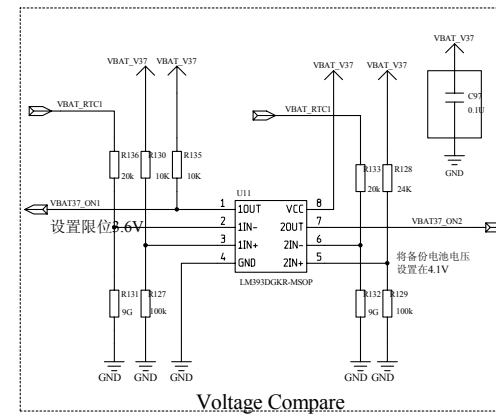 VBAT_V37
VBAT_V37 VBAT_V37
VBAT_V37 VBAT_V37
VBAT_RTC1
VBAT_RTC1
C97
0.1U
GND
R136
20k
R130
10K
R135
10K
R133
20k
R128
24K
U11
VBAT37_ON1
1 1OUT VCC 8
2 1IN- 2OUT 7
3 1IN+ 2IN- 6
4 GND 2IN+ 5
VBAT37_ON2
设置限位3.6V
LM393DGKR-MSOP
将备份电池电压
设置在4.1V
R131
9G
R127
100k
R132
9G
R129
100k
GND GND GND GND GND
Voltage Compare